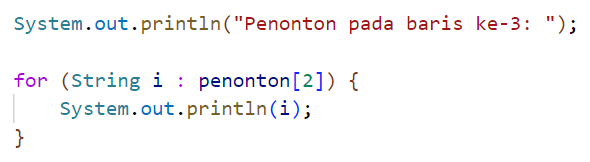 System.out.println("Penonton pada baris ke-3: ");
for (String i : penonton[2]) {
    System.out.println(i);
}